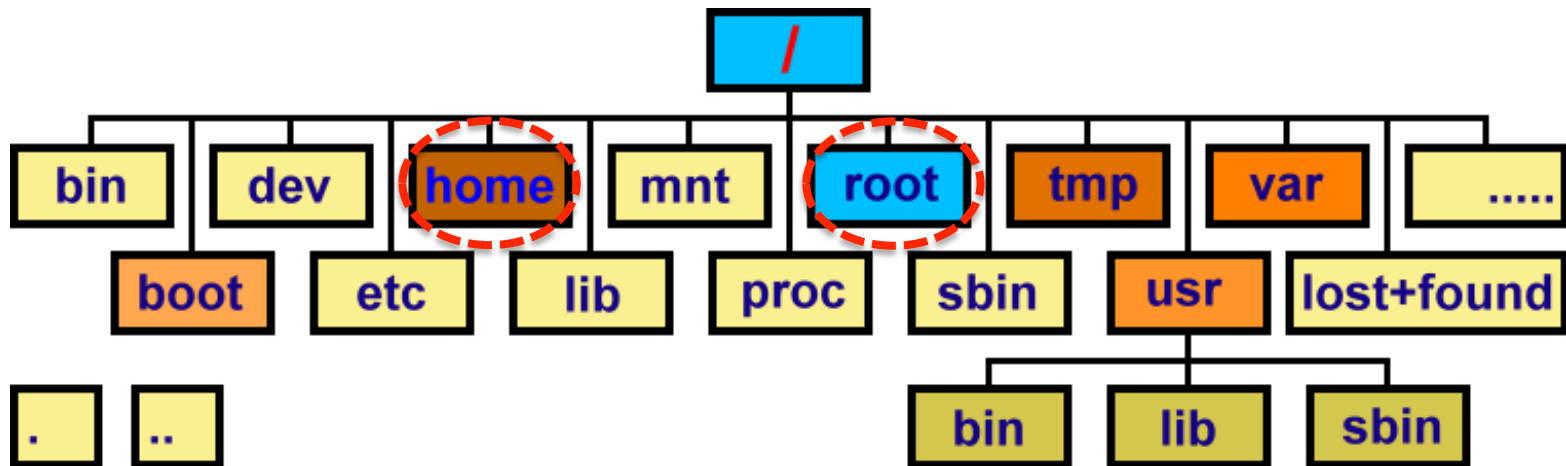 /
bin dev home mnt root tmp var .....
boot etc lib proc sbin usr lost+found
. .. bin lib sbin